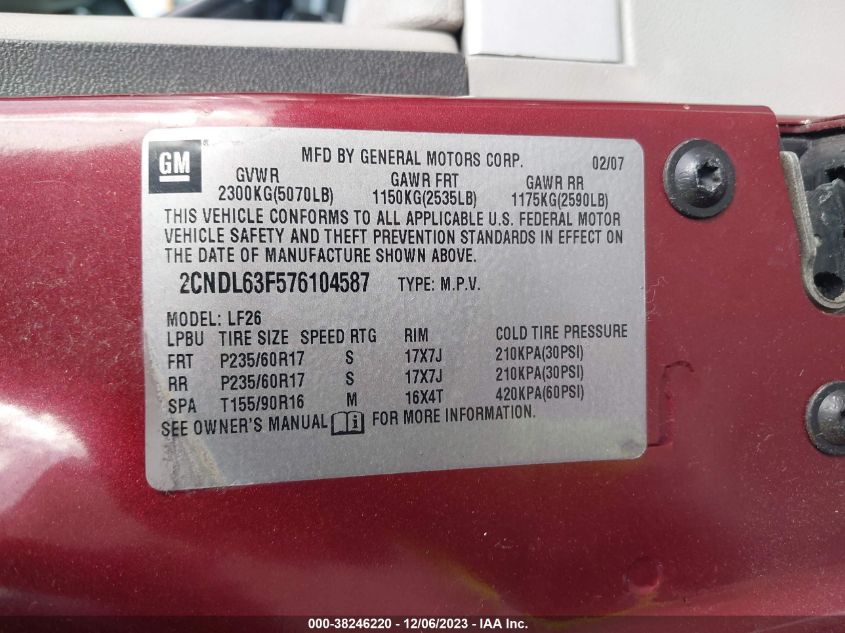 GM
MFD BY GENERAL MOTORS CORP. 02/07
GVWR GAWR FRT GAWR RR
2300KG(5070LB) 1150KG(2535LB) 1175KG(2590LB)
THIS VEHICLE CONFORMS TO ALL APPLICABLE U.S. FEDERAL MOTOR
VEHICLE SAFETY AND THEFT PREVENTION STANDARDS IN EFFECT ON
THE DATE OF MANUFACTURE SHOWN ABOVE.
2CNDL63F576104587 TYPE: M.P.V.
MODEL: LF26
LPBU TIRE SIZE SPEED RTG RIM COLD TIRE PRESSURE
FRT P235/60R17 S 17X7J 210KPA(30PSI)
RR P235/60R17 S 17X7J 210KPA(30PSI)
SPA T155/90R16 M 16X4T 420KPA(60PSI)
SEE OWNER'S MANUAL i FOR MORE INFORMATION.
000-38246220 - 12/06/2023 - IAA Inc.